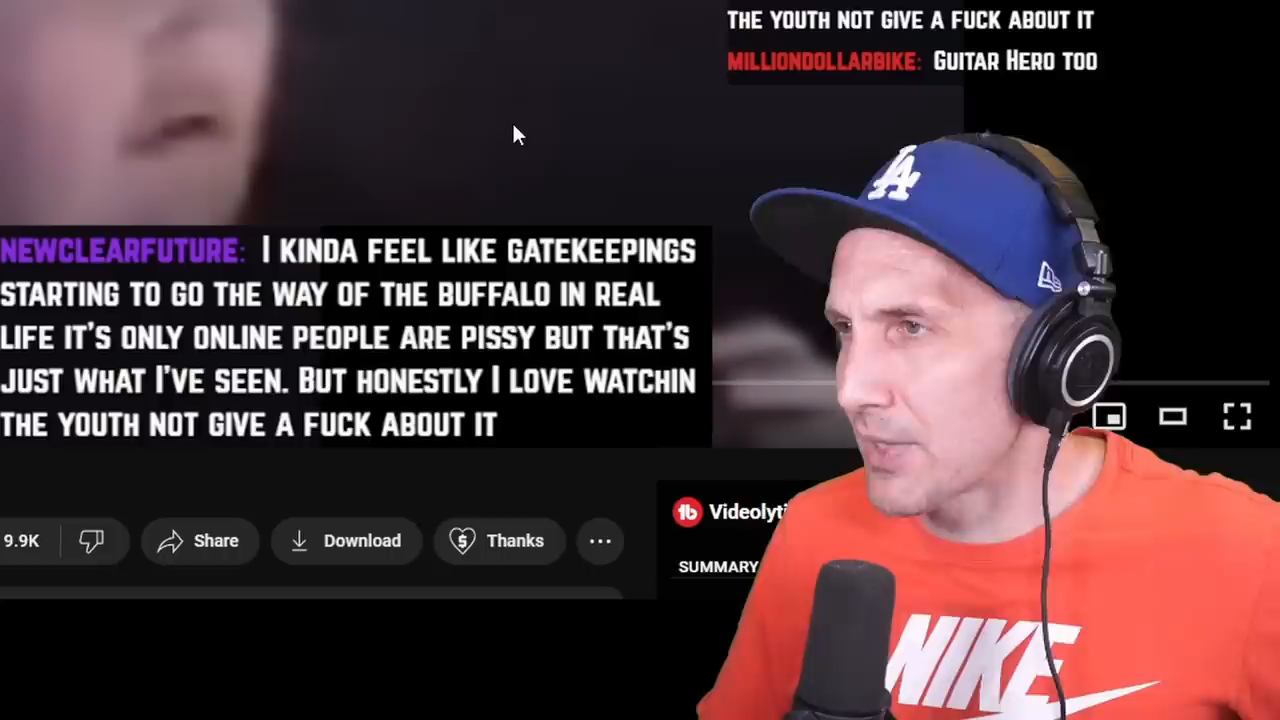 THE YOUTH NOT GIVE A FUCK ABOUT IT
MILLIONDOLLARBIKE: GUITAR HERO TOO
LA
NEWCLEARFUTURE: I KINDA FEEL LIKE GATEKEEPINGS
STARTING TO GO THE WAY OF THE BUFFALO IN REAL
LIFE IT'S ONLY ONLINE PEOPLE ARE PISSY BUT THAT'S
JUST WHAT I'VE SEEN. BUT HONESTLY I LOVE WATCHIN
THE YOUTH NOT GIVE A FUCK ABOUT IT
9.9K Share Download $ Thanks ...
tb Videolyti
SUMMARY
NIKE